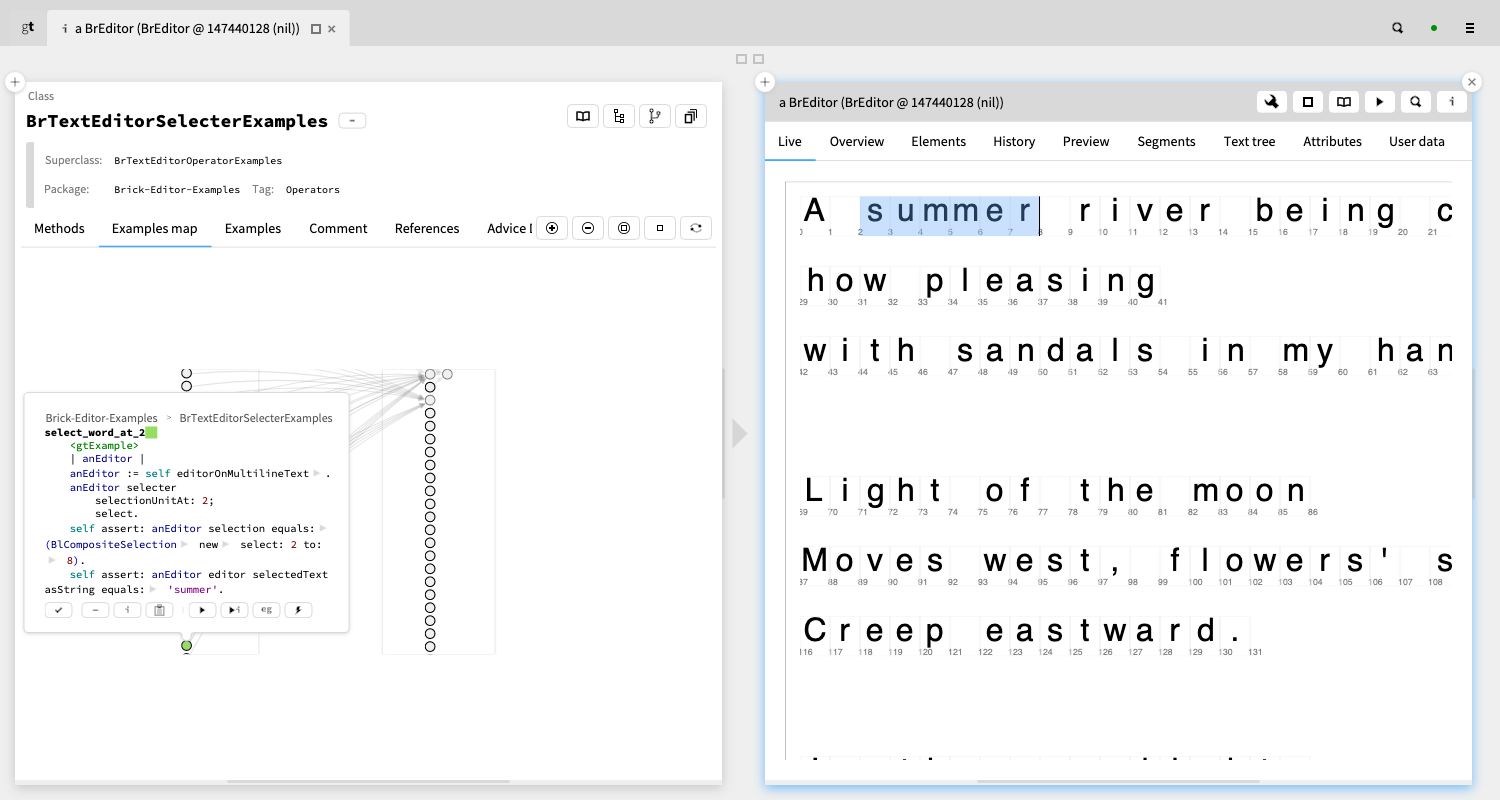 gt
i a BrEditor (BrEditor @ 147440128 (nil))
Class
BrTextEditorSelecterExamples
Superclass: BrTextEditorOperatorExamples
Package: Brick-Editor-Examples Tag: Operators
Methods Examples map Examples Comment References Advice
Brick-Editor-Examples > BrTextEditorSelecterExamples
select_word_at_2
<gtExample>
| anEditor |
anEditor := self editorOnMultilineText .
anEditor selecter
selectionUnitAt: 2;
select.
self assert: anEditor selection equals:
(BlCompositeSelection new select: 2 to:
8).
self assert: anEditor editor selectedText
asString equals: 'summer'.
i eg
a BrEditor (BrEditor @ 147440128 (nil))
Live Overview Elements History Preview Segments Text tree Attributes User data
A summer river being c
0 1 2 3 4 5 6 7 8 9 10 11 12 13 14 15 16 17 18 19 20 21
how pleasing
29 30 31 32 33 34 35 36 37 38 39 40 41
with sandals in my han
42 43 44 45 46 47 48 49 50 51 52 53 54 55 56 57 58 59 60 61 62 63
Light of the moon
69 70 71 72 73 74 75 76 77 78 79 80 81 82 83 84 85 86
Moves west, flowers' s
87 88 89 90 91 92 93 94 95 96 97 98 99 100 101 102 103 104 105 106 107 108
Creep eastward.
116 117 118 119 120 121 122 123 124 125 126 127 128 129 130 131